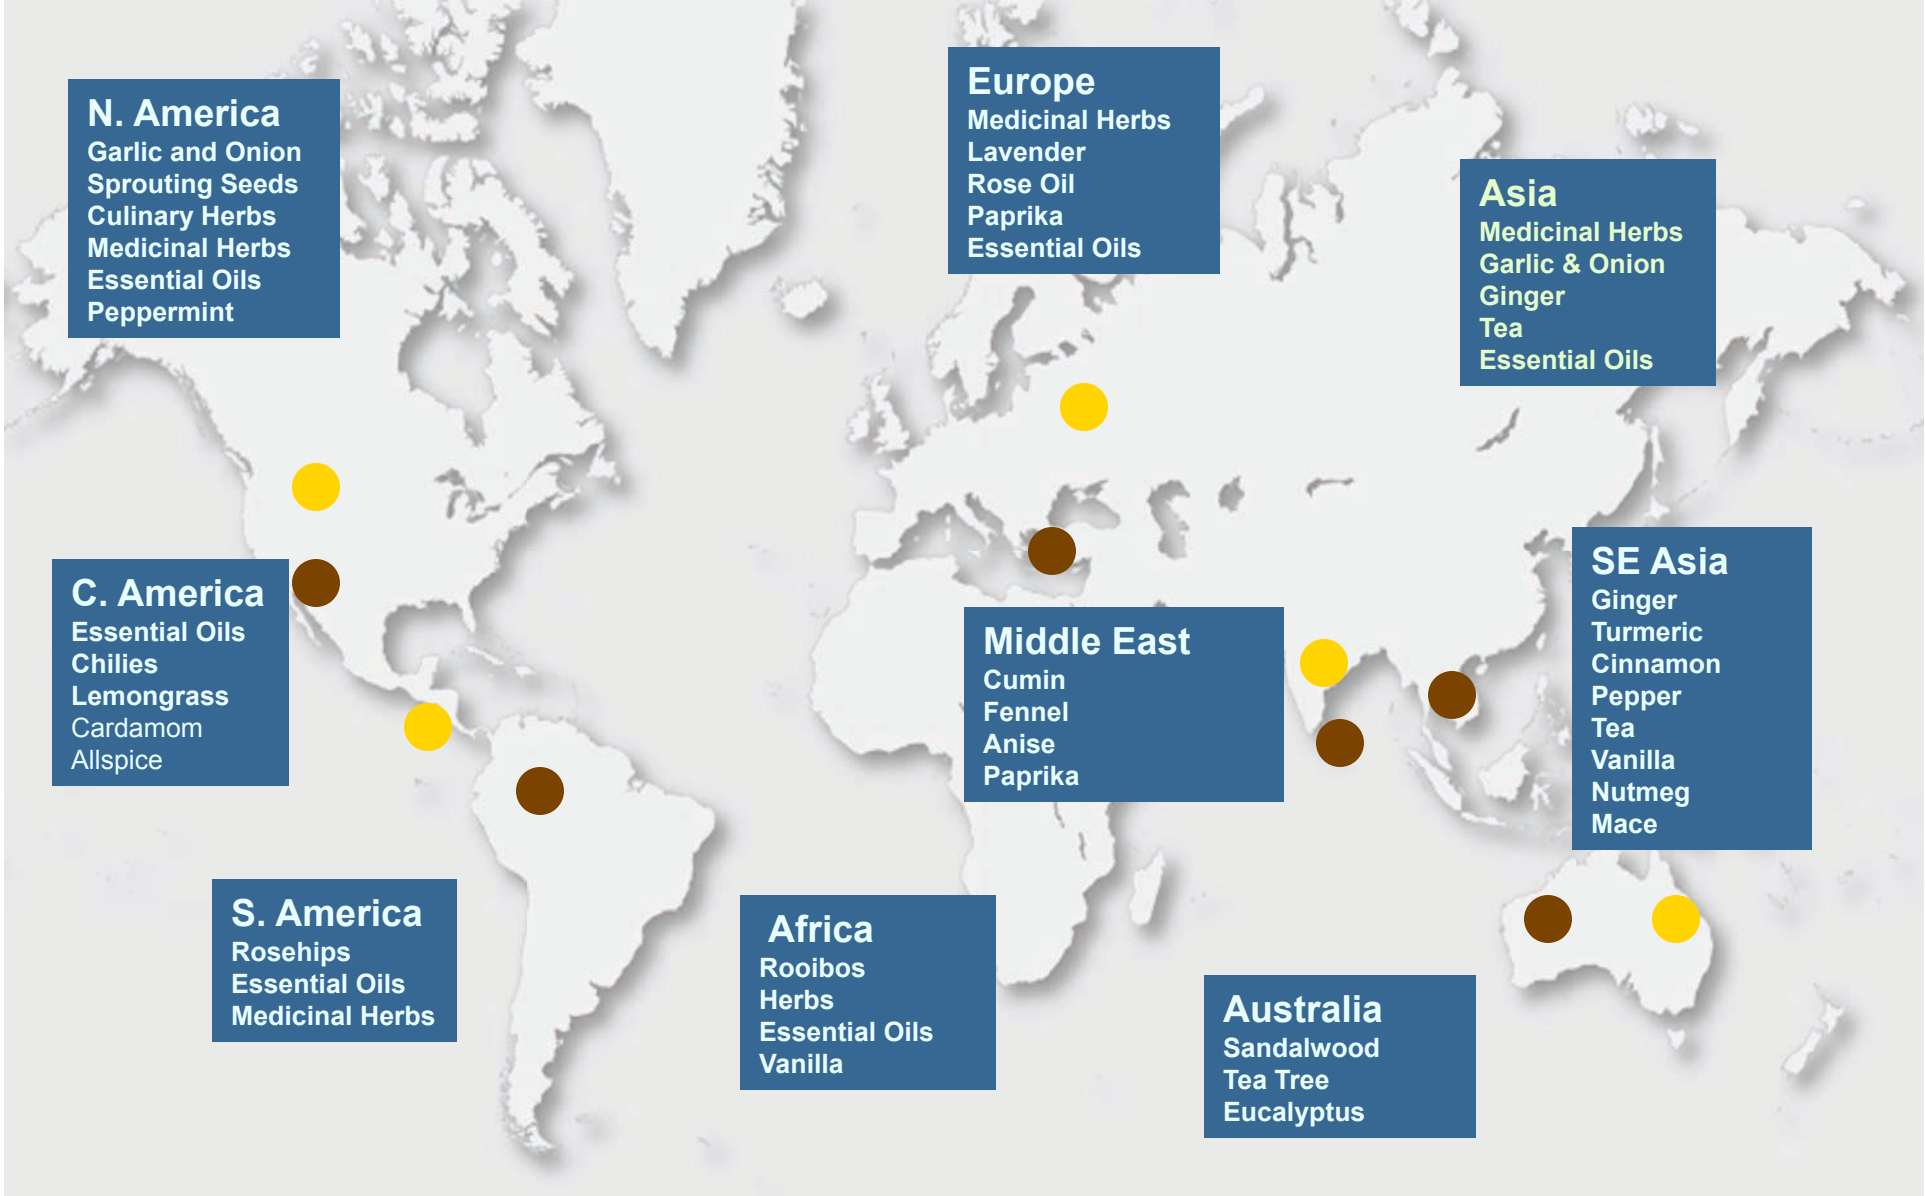 N. America
Garlic and Onion
Sprouting Seeds
Culinary Herbs
Medicinal Herbs
Essential Oils
Peppermint
Europe
Medicinal Herbs
Lavender
Rose Oil
Paprika
Essential Oils
Asia
Medicinal Herbs
Garlic & Onion
Ginger
Tea
Essential Oils
C. America
Essential Oils
Chilies
Lemongrass
Cardamom
Allspice
Middle East
Cumin
Fennel
Anise
Paprika
SE Asia
Ginger
Turmeric
Cinnamon
Pepper
Tea
Vanilla
Nutmeg
Mace
S. America
Rosehips
Essential Oils
Medicinal Herbs
Africa
Rooibos
Herbs
Essential Oils
Vanilla
Australia
Sandalwood
Tea Tree
Eucalyptus